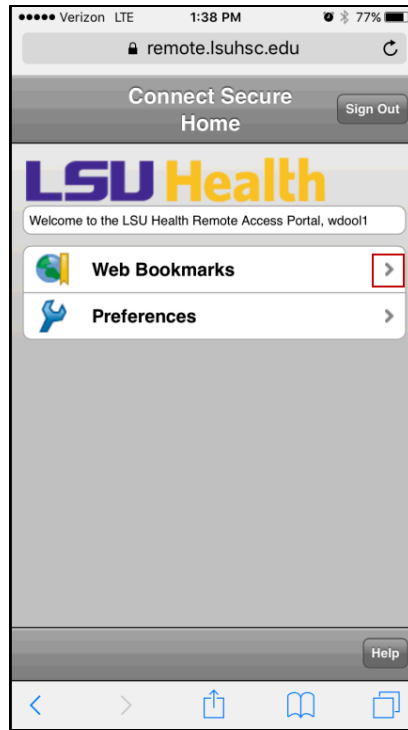 Verizon LTE 1:38 PM 77%
remote.lsuhsc.edu
Connect Secure
Home
Sign Out
LSU Health
Welcome to the LSU Health Remote Access Portal, wdool1
Web Bookmarks
Preferences
Help